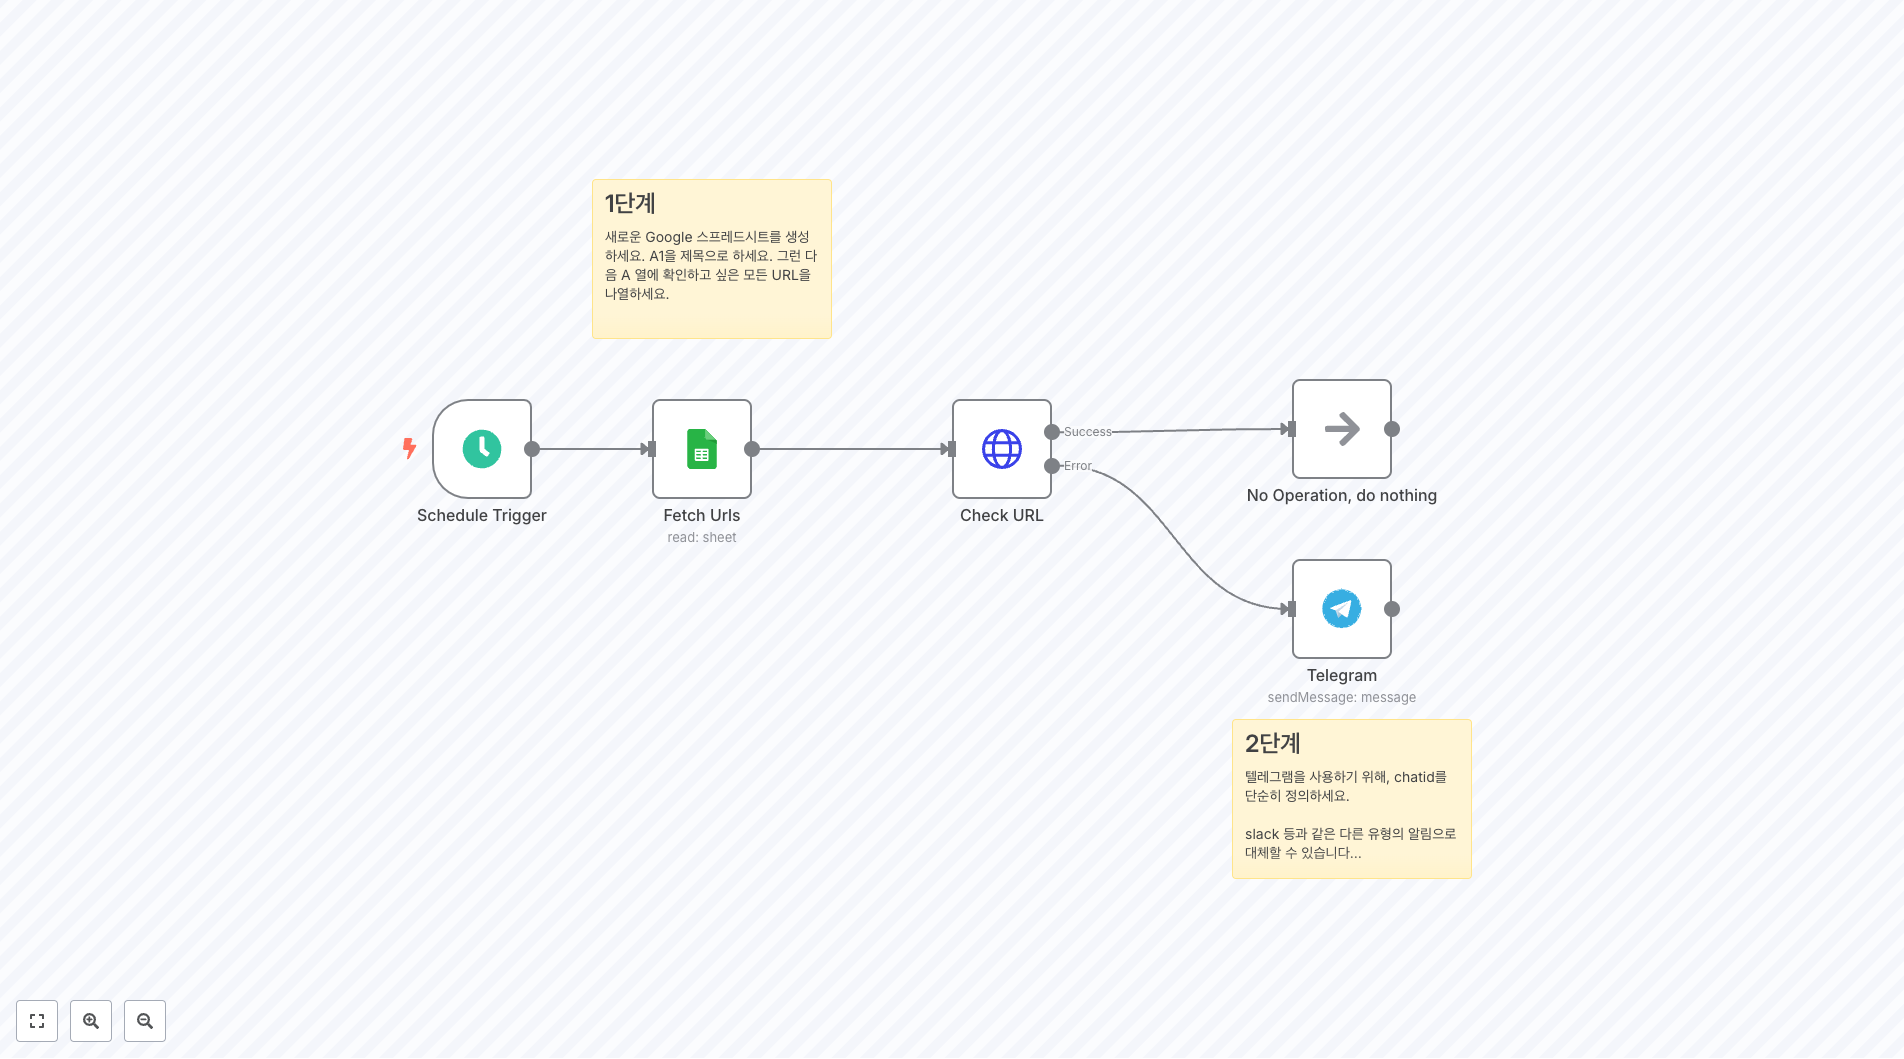 1단계
새로운 Google 스프레드시트를 생성
하세요. A1을 제목으로 하세요. 그런 다
음 A 열에 확인하고 싶은 모든 URL을
나열하세요.
Schedule Trigger
Fetch Urls
read: sheet
Check URL
Success
Error
No Operation, do nothing
Telegram
sendMessage: message
2단계
텔레그램을 사용하기 위해, chatid를
단순히 정의하세요.
slack 등과 같은 다른 유형의 알림으로
대체할 수 있습니다...